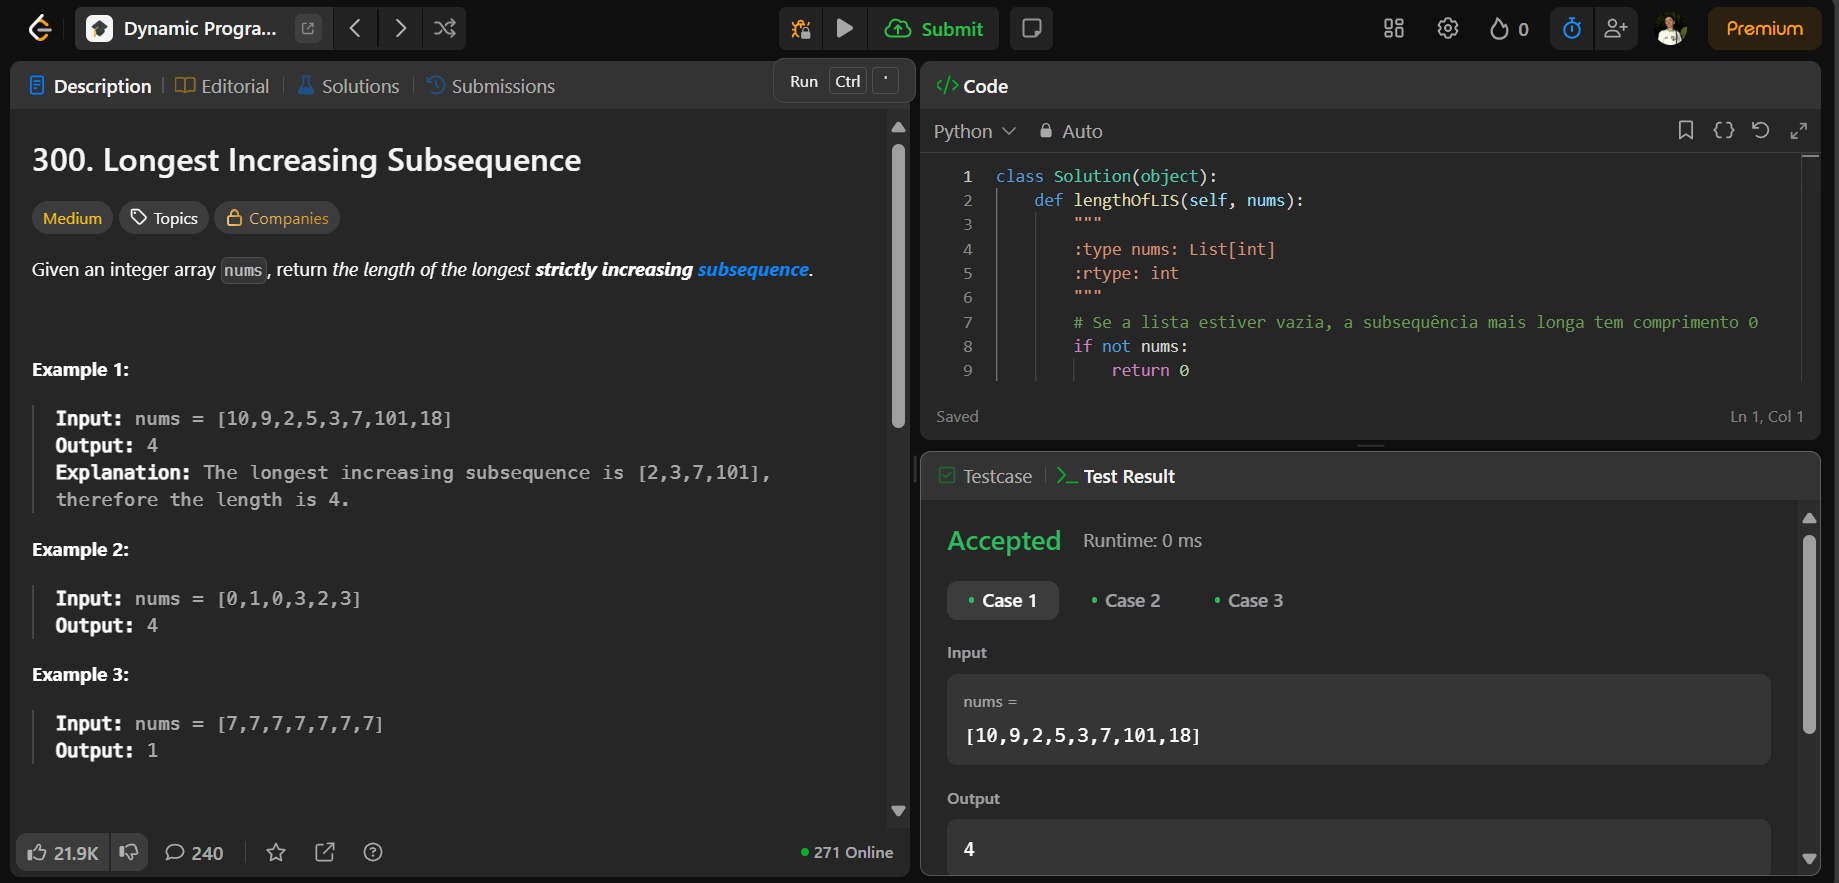 Dynamic Progra...
Submit
0
Premium
Description
Editorial
Solutions
Submissions
Run Ctrl '
300. Longest Increasing Subsequence
Medium
Topics
Companies
Given an integer array nums, return the length of the longest strictly increasing subsequence.
Example 1:
Input: nums = [10,9,2,5,3,7,101,18]
Output: 4
Explanation: The longest increasing subsequence is [2,3,7,101],
therefore the length is 4.
Example 2:
Input: nums = [0,1,0,3,2,3]
Output: 4
Example 3:
Input: nums = [7,7,7,7,7,7,7]
Output: 1
21.9K
240
271 Online
</> Code
Python
Auto
1 class Solution(object):
2 def lengthOfLIS(self, nums):
3 """
4 :type nums: List[int]
5 :rtype: int
6 """
7 # Se a lista estiver vazia, a subsequência mais longa tem comprimento 0
8 if not nums:
9 return 0
Saved
Ln 1, Col 1
Testcase
Test Result
Accepted
Runtime: 0 ms
Case 1
Case 2
Case 3
Input
nums =
[10,9,2,5,3,7,101,18]
Output
4